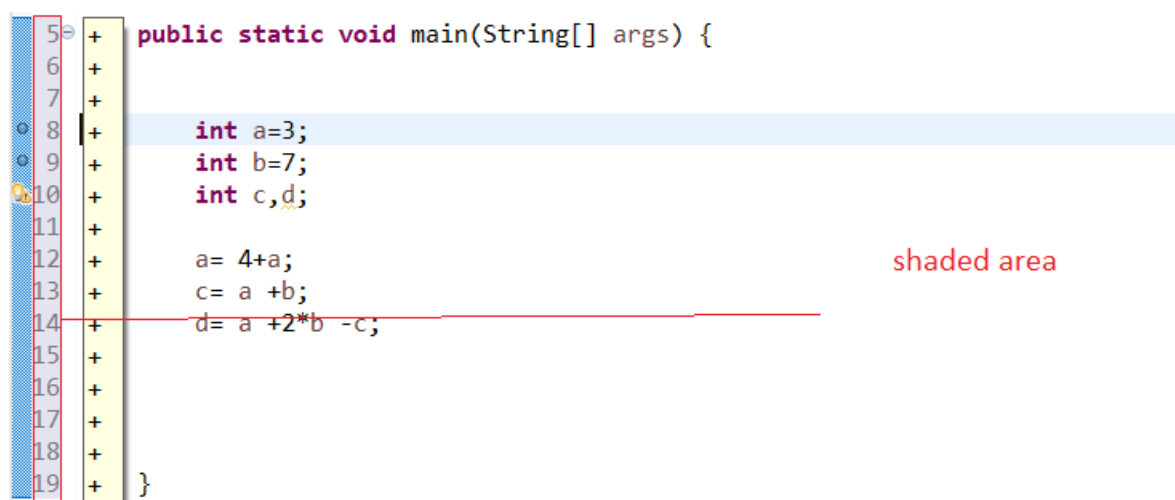 5 + public static void main(String[] args) {
6 +
7 +
8 + int a=3;
9 + int b=7;
10 + int c,d;
11 +
12 + a= 4+a;
shaded area
13 + c= a +b;
14 + d= a +2*b -c;
15 +
16 +
17 +
18 +
19 + }